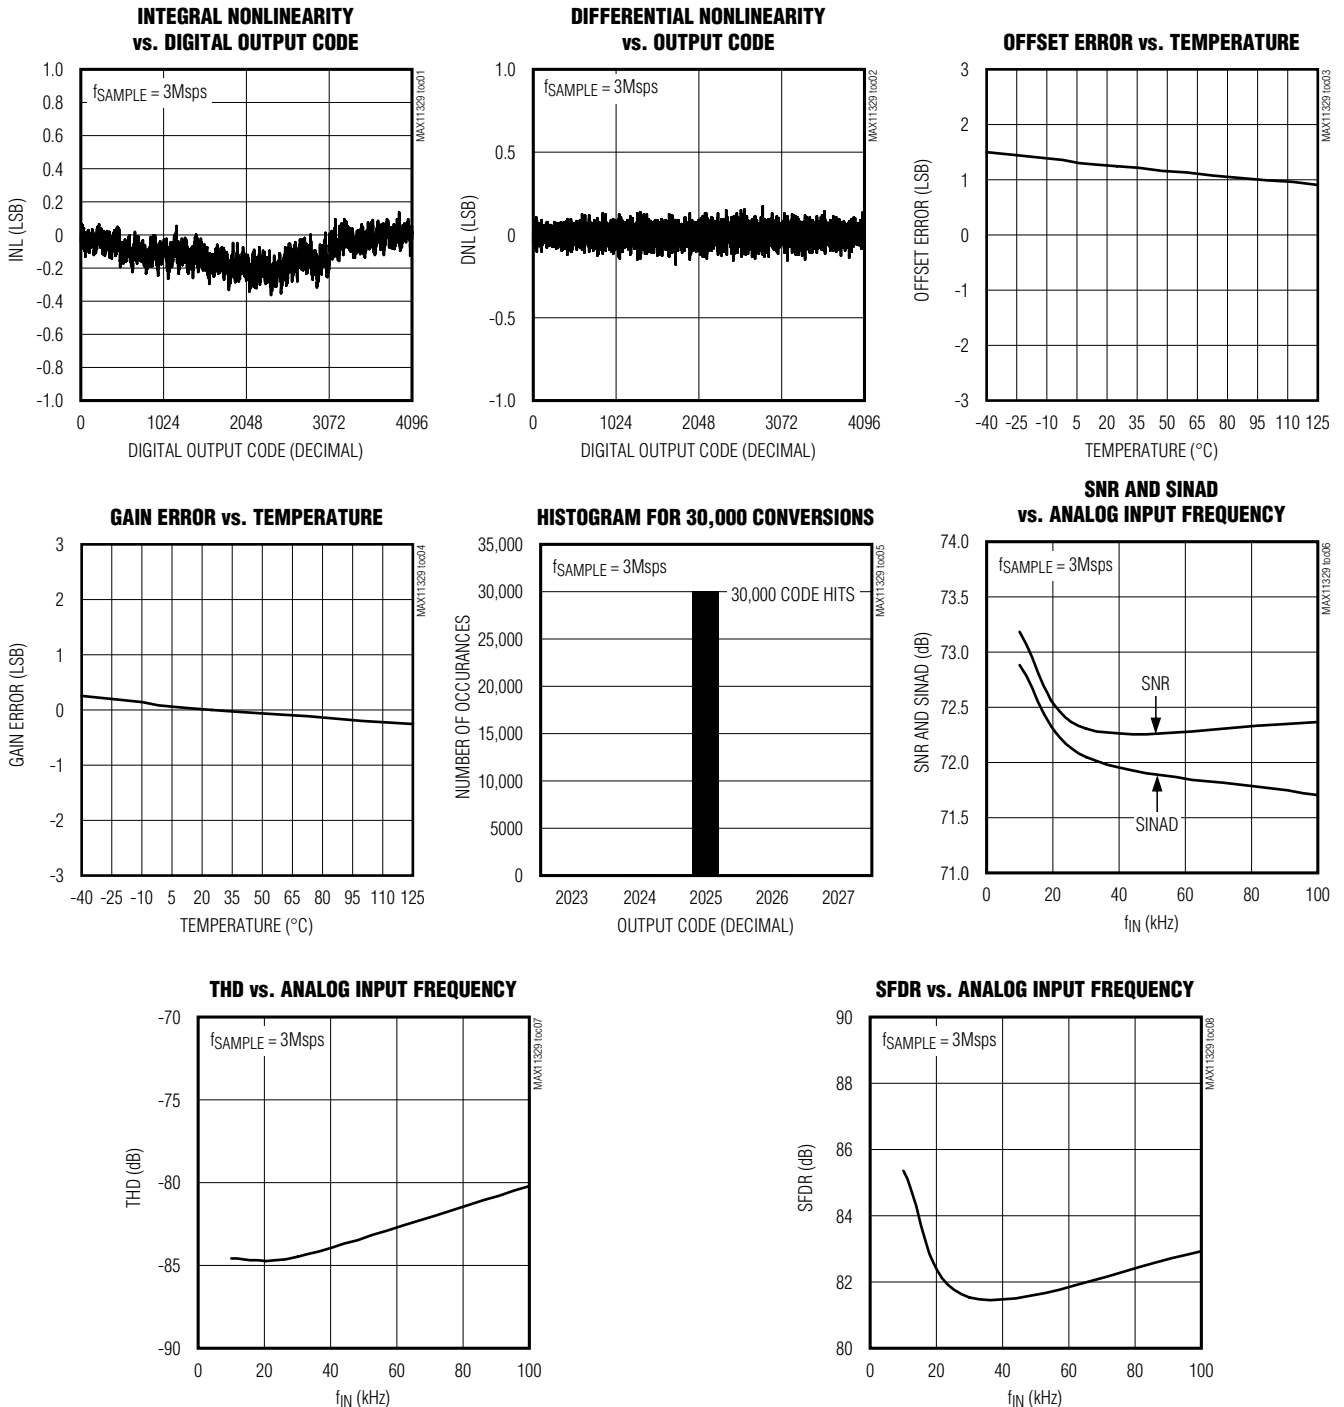 INTEGRAL NONLINEARITY
vs. DIGITAL OUTPUT CODE
fSAMPLE = 3Msps
MAX11329 toc01
1.0
0.8
0.6
0.4
0.2
0
-0.2
-0.4
-0.6
-0.8
-1.0
INL (LSB)
0 1024 2048 3072 4096
DIGITAL OUTPUT CODE (DECIMAL)
DIFFERENTIAL NONLINEARITY
vs. OUTPUT CODE
fSAMPLE = 3Msps
MAX11329 toc02
1.0
0.5
0
-0.5
-1.0
DNL (LSB)
0 1024 2048 3072 4096
DIGITAL OUTPUT CODE (DECIMAL)
OFFSET ERROR vs. TEMPERATURE
MAX11329 toc03
3
2
1
0
-1
-2
-3
OFFSET ERROR (LSB)
-40 -25 -10 5 20 35 50 65 80 95 110 125
TEMPERATURE (°C)
GAIN ERROR vs. TEMPERATURE
MAX11329 toc04
3
2
1
0
-1
-2
-3
GAIN ERROR (LSB)
-40 -25 -10 5 20 35 50 65 80 95 110 125
TEMPERATURE (°C)
HISTOGRAM FOR 30,000 CONVERSIONS
fSAMPLE = 3Msps
30,000 CODE HITS
MAX11329 toc05
35,000
30,000
25,000
20,000
15,000
10,000
5000
0
NUMBER OF OCCURANCES
2023 2024 2025 2026 2027
OUTPUT CODE (DECIMAL)
SNR AND SINAD
vs. ANALOG INPUT FREQUENCY
fSAMPLE = 3Msps
MAX11329 toc06
74.0
73.5
73.0
72.5
72.0
71.5
71.0
SNR AND SINAD (dB)
SNR
SINAD
0 20 40 60 80 100
fIN (kHz)
THD vs. ANALOG INPUT FREQUENCY
fSAMPLE = 3Msps
MAX11329 toc07
-70
-75
-80
-85
-90
THD (dB)
0 20 40 60 80 100
fIN (kHz)
SFDR vs. ANALOG INPUT FREQUENCY
fSAMPLE = 3Msps
MAX11329 toc08
90
88
86
84
82
80
SFDR (dB)
0 20 40 60 80 100
fIN (kHz)